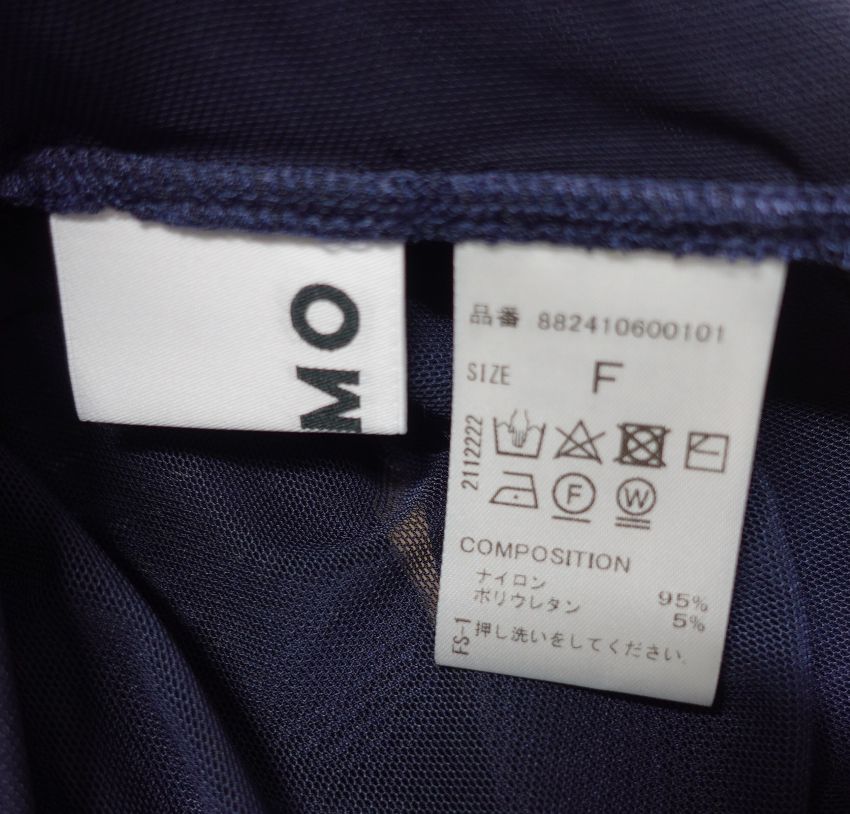 MO
品番 882410600101
SIZE F
2112222
F W
COMPOSITION
ナイロン 95%
ポリウレタン 5%
FS-1 押し洗いをしてください.